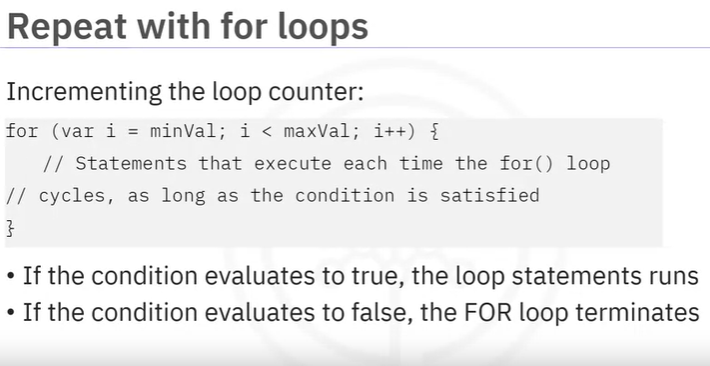 Repeat with for loops
Incrementing the loop counter:
for (var i = minVal; i < maxVal; i++) {
// Statements that execute each time the for() loop
// cycles, as long as the condition is satisfied
}
• If the condition evaluates to true, the loop statements runs
• If the condition evaluates to false, the FOR loop terminates